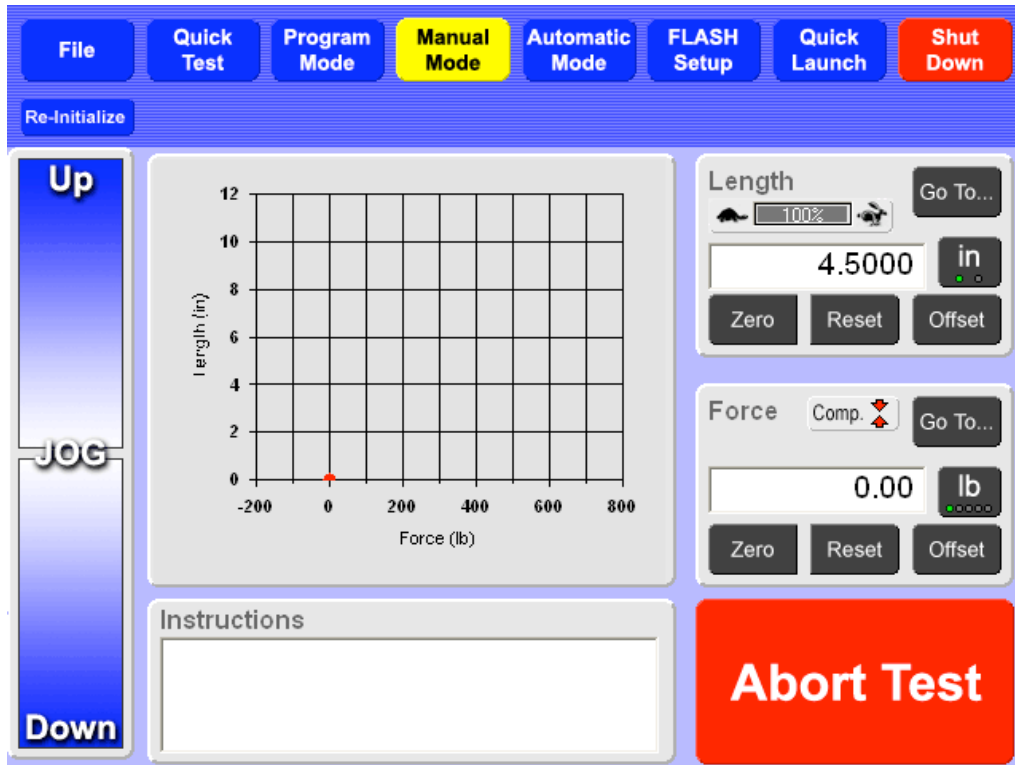 File
Quick
Test
Program
Mode
Manual
Mode
Automatic
Mode
FLASH
Setup
Quick
Launch
Shut
Down
Re-Initialize
Up
JOG
Down
12
10
8
6
4
2
0
Length (in)
-200 0 200 400 600 800
Force (lb)
Length
Go To...
100%
4.5000
in
Zero Reset Offset
Force
Comp.
Go To...
0.00
lb
Zero Reset Offset
Instructions
Abort Test